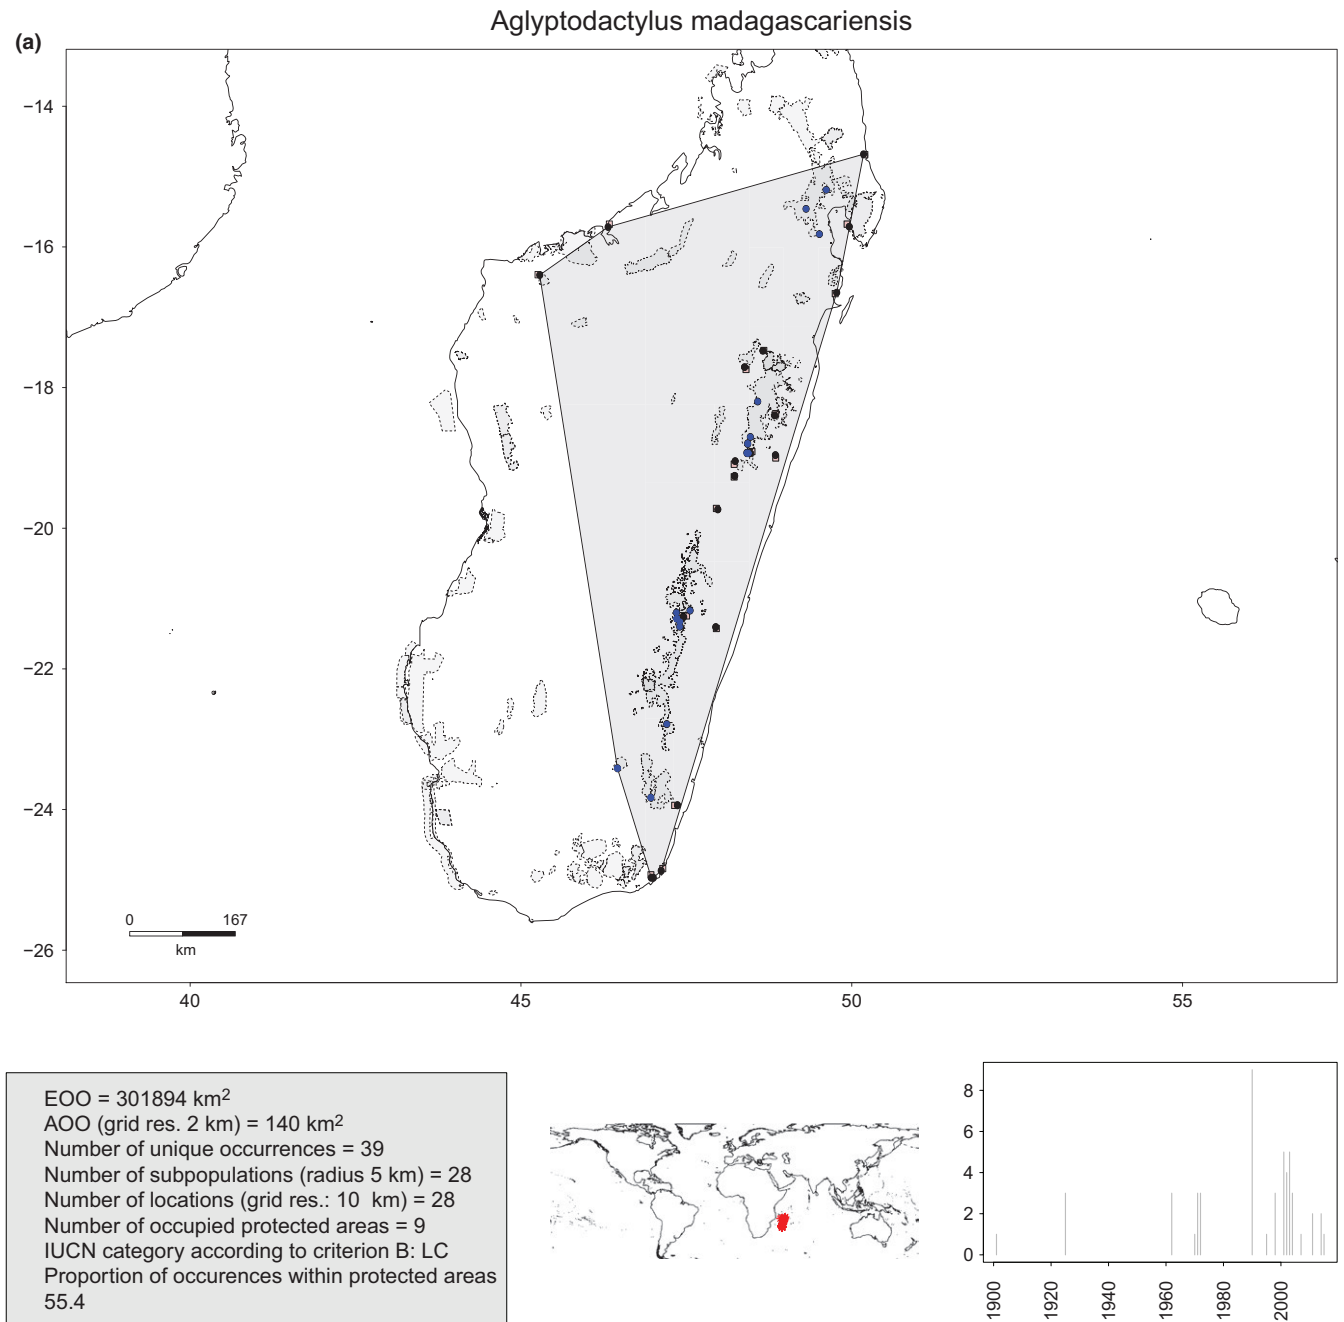 Aglyptodactylus madagascariensis
(a)
−14
−16
−18
−20
−22
−24
−26
0 167
km
40 45 50 55
EOO = 301894 km²
AOO (grid res. 2 km) = 140 km²
Number of unique occurrences = 39
Number of subpopulations (radius 5 km) = 28
Number of locations (grid res.: 10 km) = 28
Number of occupied protected areas = 9
IUCN category according to criterion B: LC
Proportion of occurences within protected areas
55.4
8
6
4
2
0
1900
1920
1940
1960
1980
2000